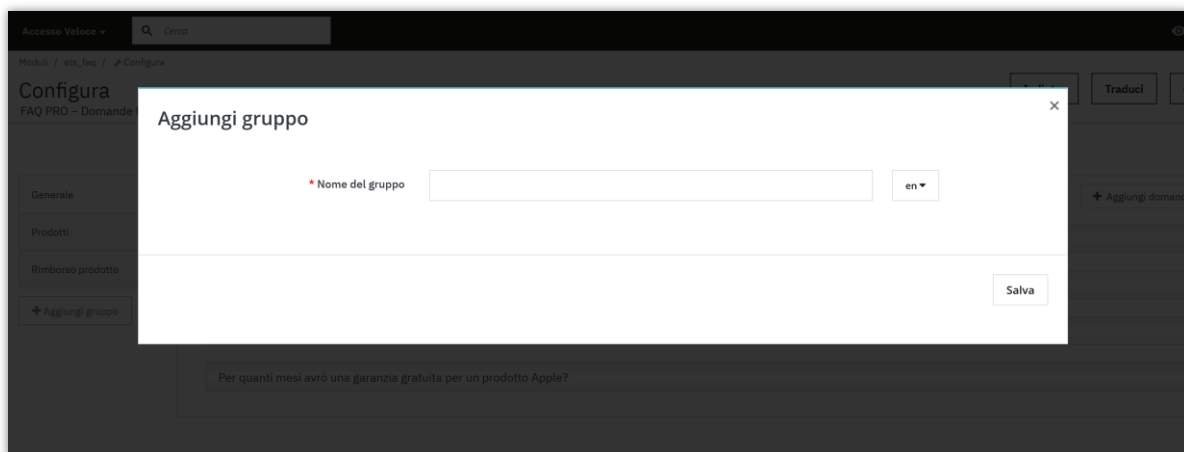 Accesso Veloce
Cerca
Moduli / ets_faq / Configura
Configura
Traduci
FAQ PRO – Domande
Aggiungi gruppo
×
* Nome del gruppo
en
Generale
+ Aggiungi
Prodotti
Rimborso prodotto
+ Aggiungi gruppo
Salva
Per quanti mesi avrò una garanzia gratuita per un prodotto Apple?